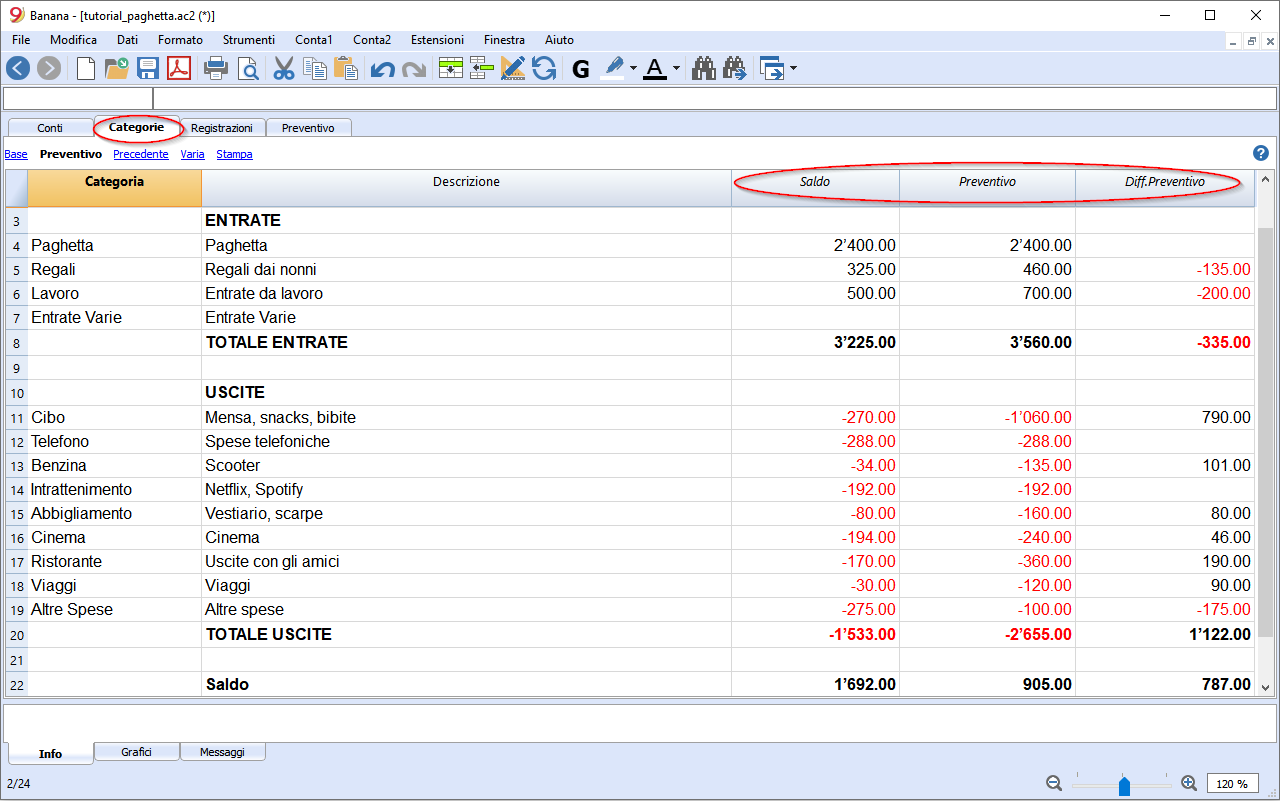 Banana - [tutorial_paghetta.ac2 (*)]
File Modifica Dati Formato Strumenti Conta1 Conta2 Estensioni Finestra Aiuto
G A
Conti Categorie Registrazioni Preventivo
Base Preventivo Precedente Varia Stampa ?
Categoria Descrizione Saldo Preventivo Diff.Preventivo
3 ENTRATE
4 Paghetta Paghetta 2’400.00 2’400.00
5 Regali Regali dai nonni 325.00 460.00 -135.00
6 Lavoro Entrate da lavoro 500.00 700.00 -200.00
7 Entrate Varie Entrate Varie
8 TOTALE ENTRATE 3’225.00 3’560.00 -335.00
9
10 USCITE
11 Cibo Mensa, snacks, bibite -270.00 -1’060.00 790.00
12 Telefono Spese telefoniche -288.00 -288.00
13 Benzina Scooter -34.00 -135.00 101.00
14 Intrattenimento Netflix, Spotify -192.00 -192.00
15 Abbigliamento Vestiario, scarpe -80.00 -160.00 80.00
16 Cinema Cinema -194.00 -240.00 46.00
17 Ristorante Uscite con gli amici -170.00 -360.00 190.00
18 Viaggi Viaggi -30.00 -120.00 90.00
19 Altre Spese Altre spese -275.00 -100.00 -175.00
20 TOTALE USCITE -1’533.00 -2’655.00 1’122.00
21
22 Saldo 1’692.00 905.00 787.00
Info Grafici Messaggi
2/24 120 %